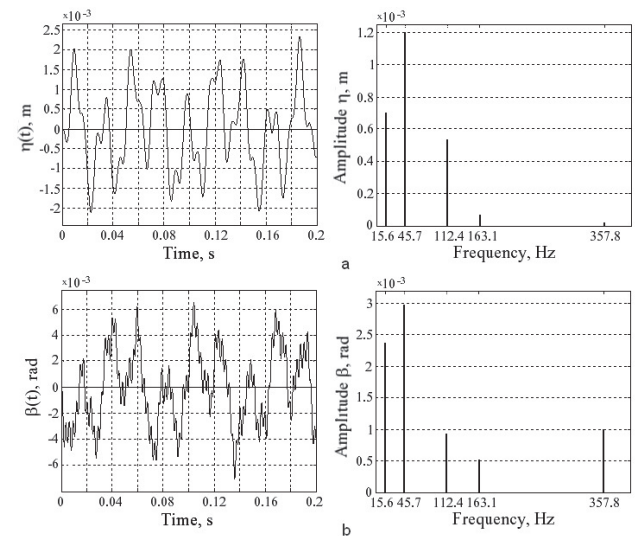 ×10⁻³
2.5
2
1.5
1
0.5
0
-0.5
-1
-1.5
-2
η(t), m
0 0.04 0.08 0.12 0.16 0.2
Time, s
×10⁻³
1.2
1
0.8
0.6
0.4
0.2
0
Amplitude η, m
15.6 45.7 112.4 163.1 357.8
Frequency, Hz
a
×10⁻³
6
4
2
0
-2
-4
-6
β(t), rad
0 0.04 0.08 0.12 0.16 0.2
Time, s
×10⁻³
3
2.5
2
1.5
1
0.5
0
Amplitude β, rad
15.6 45.7 112.4 163.1 357.8
Frequency, Hz
b